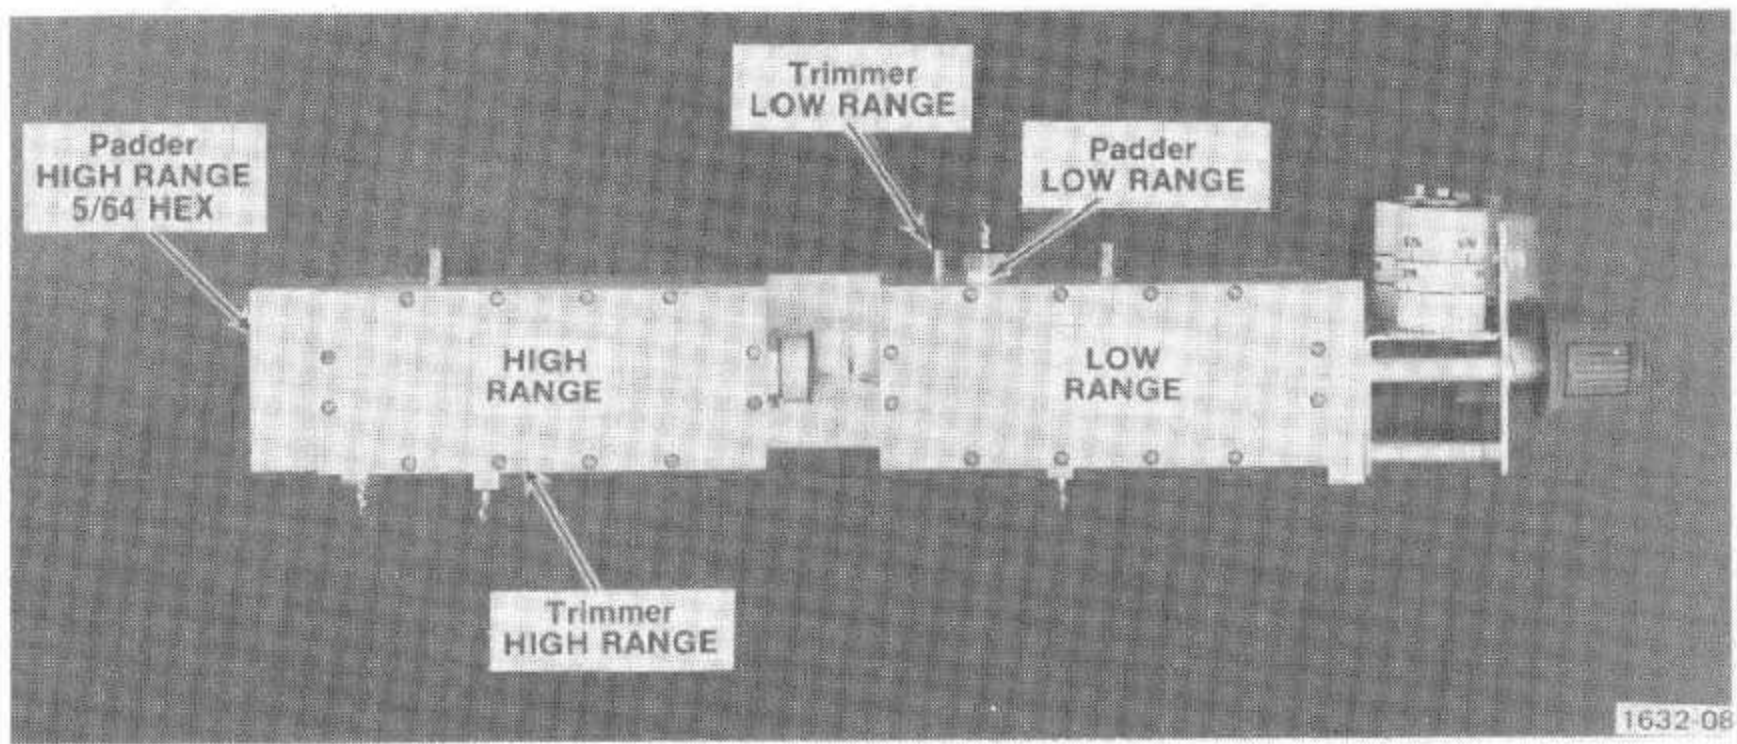 Trimmer
LOW RANGE
Padder
HIGH RANGE
5/64 HEX
Padder
LOW RANGE
HIGH
RANGE
LOW
RANGE
Trimmer
HIGH RANGE
1632-08